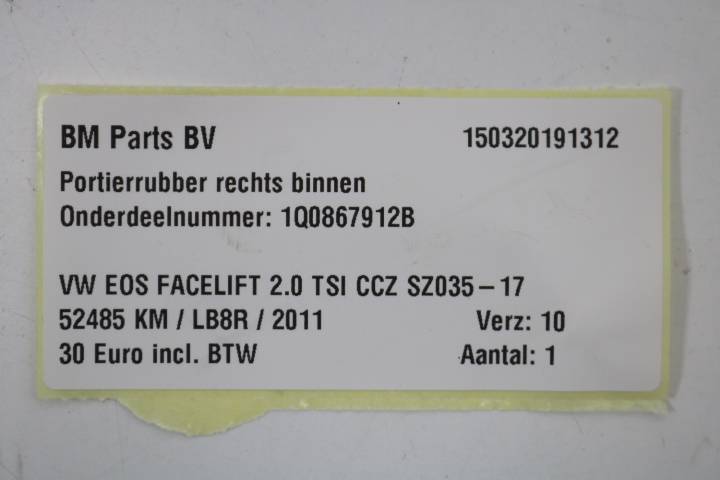 BM Parts BV 150320191312
Portierrubber rechts binnen
Onderdeelnummer: 1Q0867912B
VW EOS FACELIFT 2.0 TSI CCZ SZ035-17
52485 KM / LB8R / 2011 Verz: 10
30 Euro incl. BTW Aantal: 1